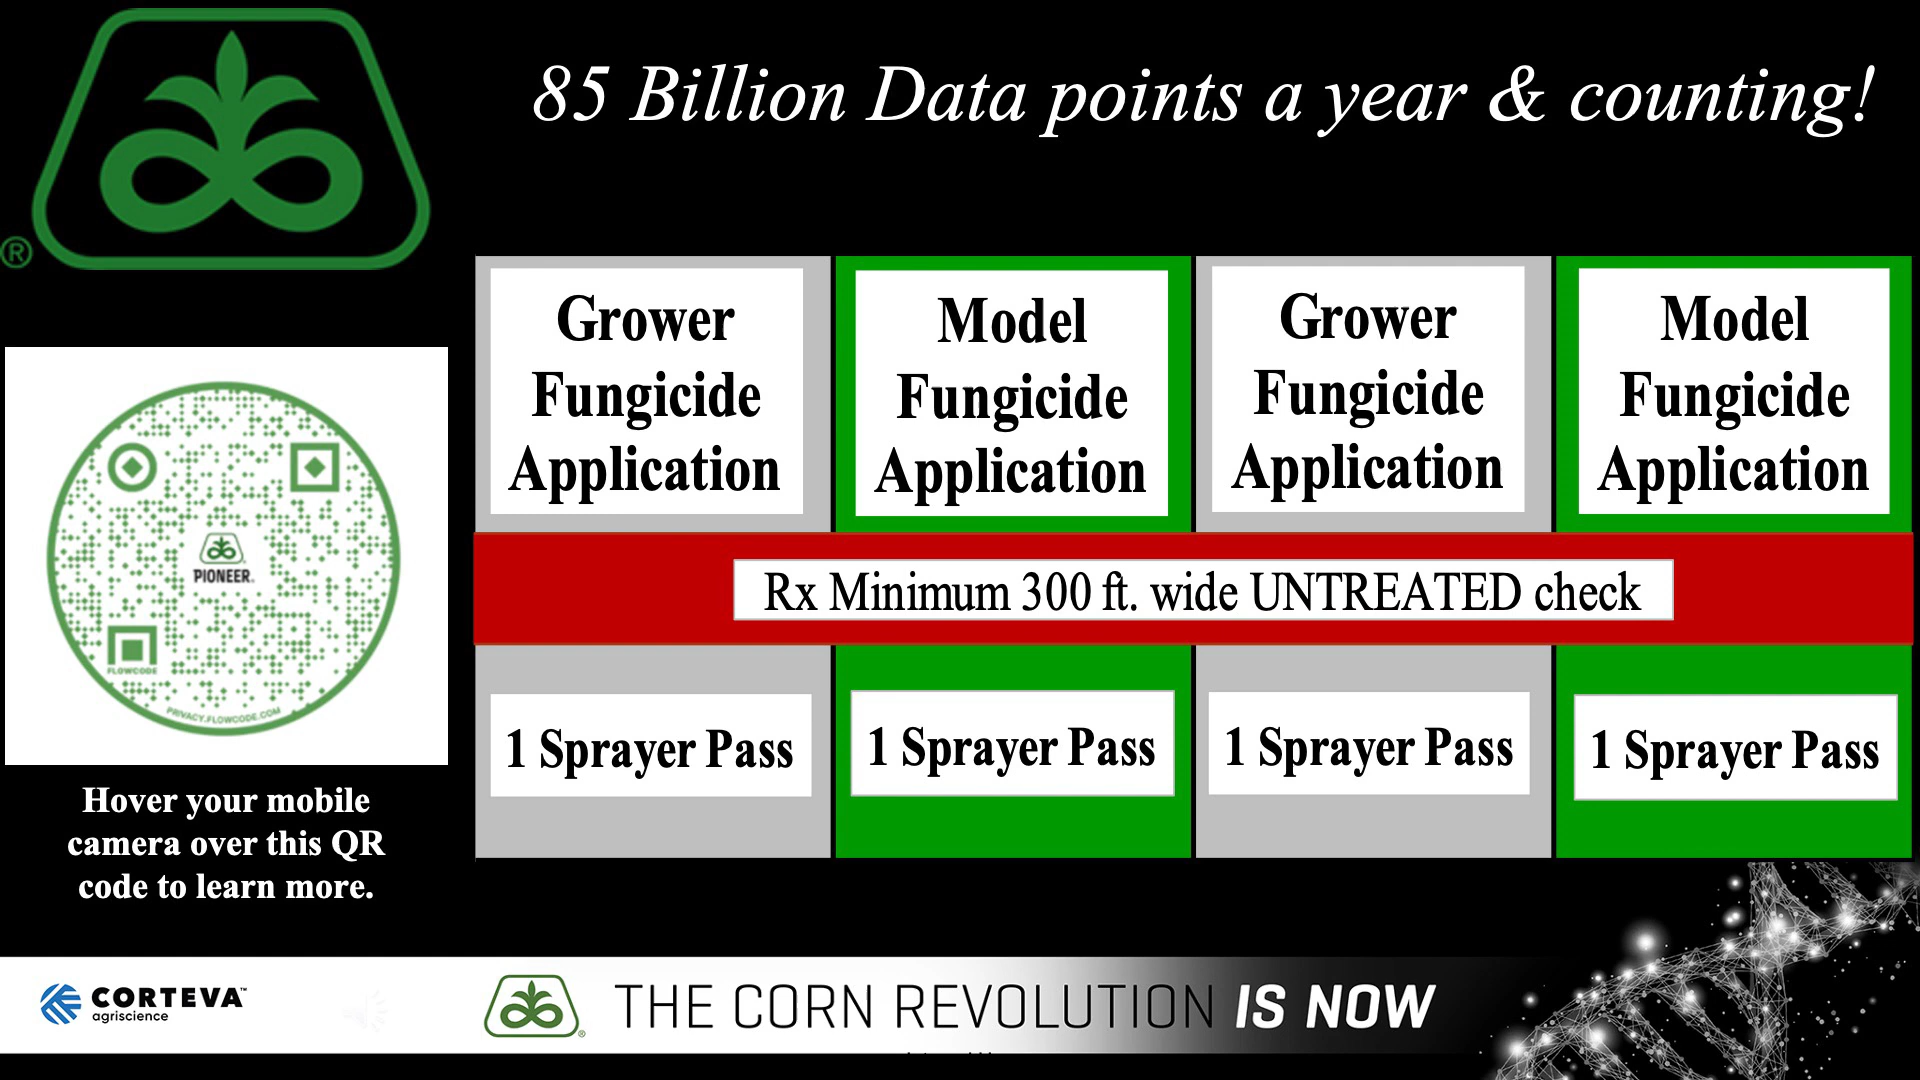 85 Billion Data points a year & counting!
®
Grower
Fungicide
Application
Model
Fungicide
Application
Grower
Fungicide
Application
Model
Fungicide
Application
Rx Minimum 300 ft. wide UNTREATED check
1 Sprayer Pass
1 Sprayer Pass
1 Sprayer Pass
1 Sprayer Pass
PIONEER®
FLOWCODE
PRIVACY.FLOWCODE.COM
Hover your mobile
camera over this QR
code to learn more.
CORTEVA™
agriscience
® THE CORN REVOLUTION IS NOW